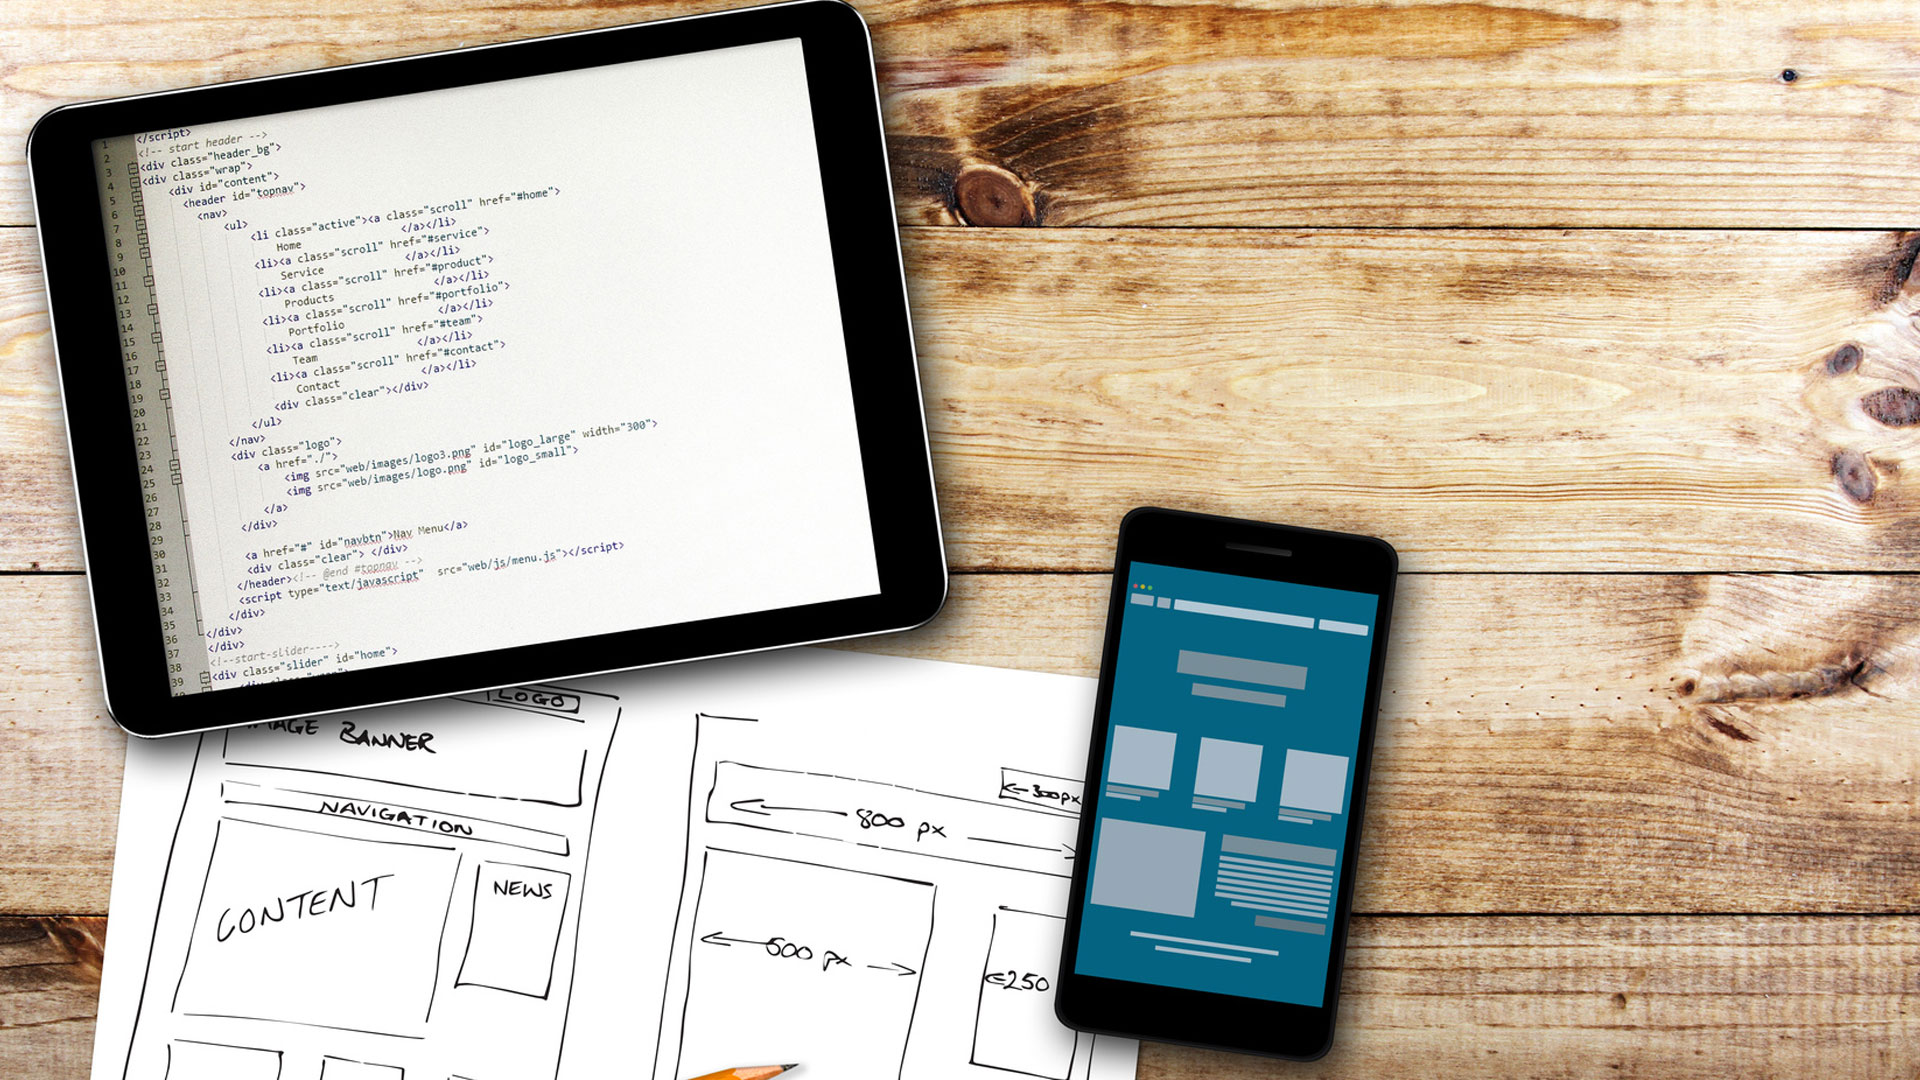 </script>
<!-- start header -->
<div class="header_bg">
<div class="wrap">
<div id="content">
<header id="topnav">
<nav>
<ul>
<li class="active"><a class="scroll" href="#home">
Home </a></li>
<li><a class="scroll" href="#service">
Service </a></li>
<li><a class="scroll" href="#product">
Products </a></li>
<li><a class="scroll" href="#portfolio">
Portfolio </a></li>
<li><a class="scroll" href="#team">
Team </a></li>
<li><a class="scroll" href="#contact">
Contact </a></li>
<div class="clear"></div>
</ul>
</nav>
<div class="logo">
<a href="./">
<img src="web/images/logo3.png" id="logo_large" width="300">
<img src="web/images/logo.png" id="logo_small">
</a>
</div>
<a href="#" id="navbtn">Nav Menu</a>
<div class="clear"> </div>
</header><!-- @end #topnav -->
<script type="text/javascript" src="web/js/menu.js"></script>
</div>
</div>
</div>
<!--start-slider---->
<div class="slider" id="home">
1
2
3
4
5
6
7
8
9
10
11
12
13
14
15
16
17
18
19
20
21
22
23
24
25
26
27
28
29
30
31
32
33
34
35
36
37
38
39
LOGO
BANNER
NAVIGATION
CONTENT
NEWS
300px
800 px
500 px
250